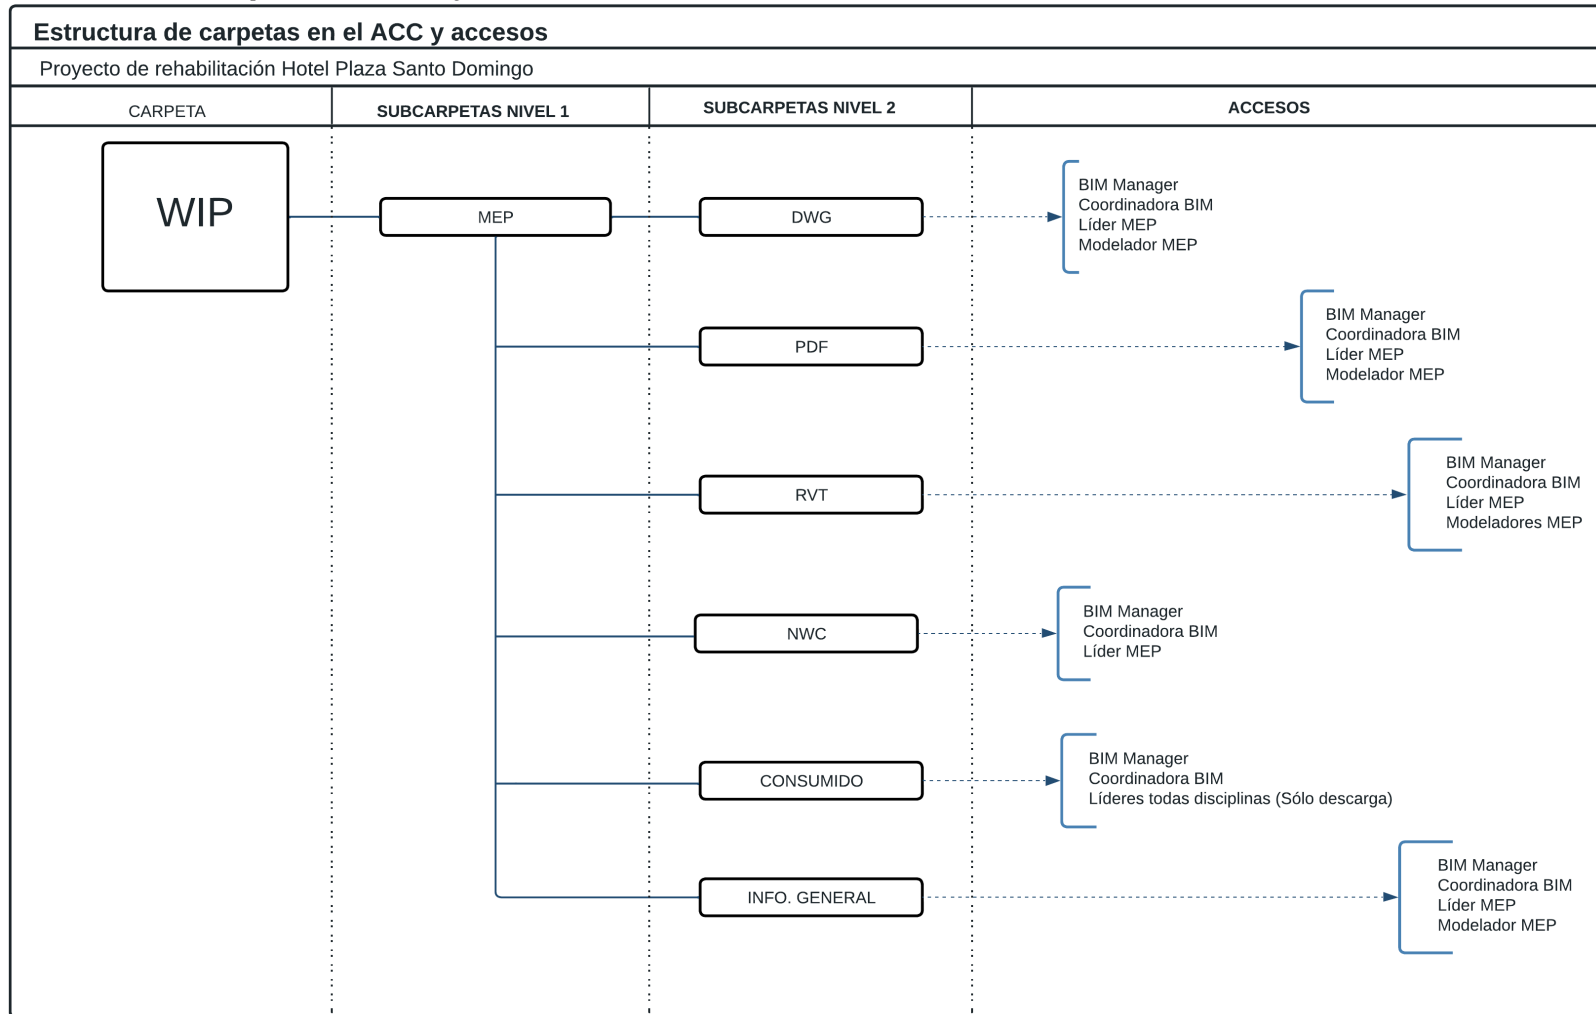 Estructura de carpetas en el ACC y accesos
Proyecto de rehabilitación Hotel Plaza Santo Domingo
CARPETA
SUBCARPETAS NIVEL 1
SUBCARPETAS NIVEL 2
ACCESOS
WIP
MEP
DWG
BIM Manager
Coordinadora BIM
Líder MEP
Modelador MEP
PDF
BIM Manager
Coordinadora BIM
Líder MEP
Modelador MEP
RVT
BIM Manager
Coordinadora BIM
Líder MEP
Modeladores MEP
NWC
BIM Manager
Coordinadora BIM
Líder MEP
CONSUMIDO
BIM Manager
Coordinadora BIM
Líderes todas disciplinas (Sólo descarga)
INFO. GENERAL
BIM Manager
Coordinadora BIM
Líder MEP
Modelador MEP